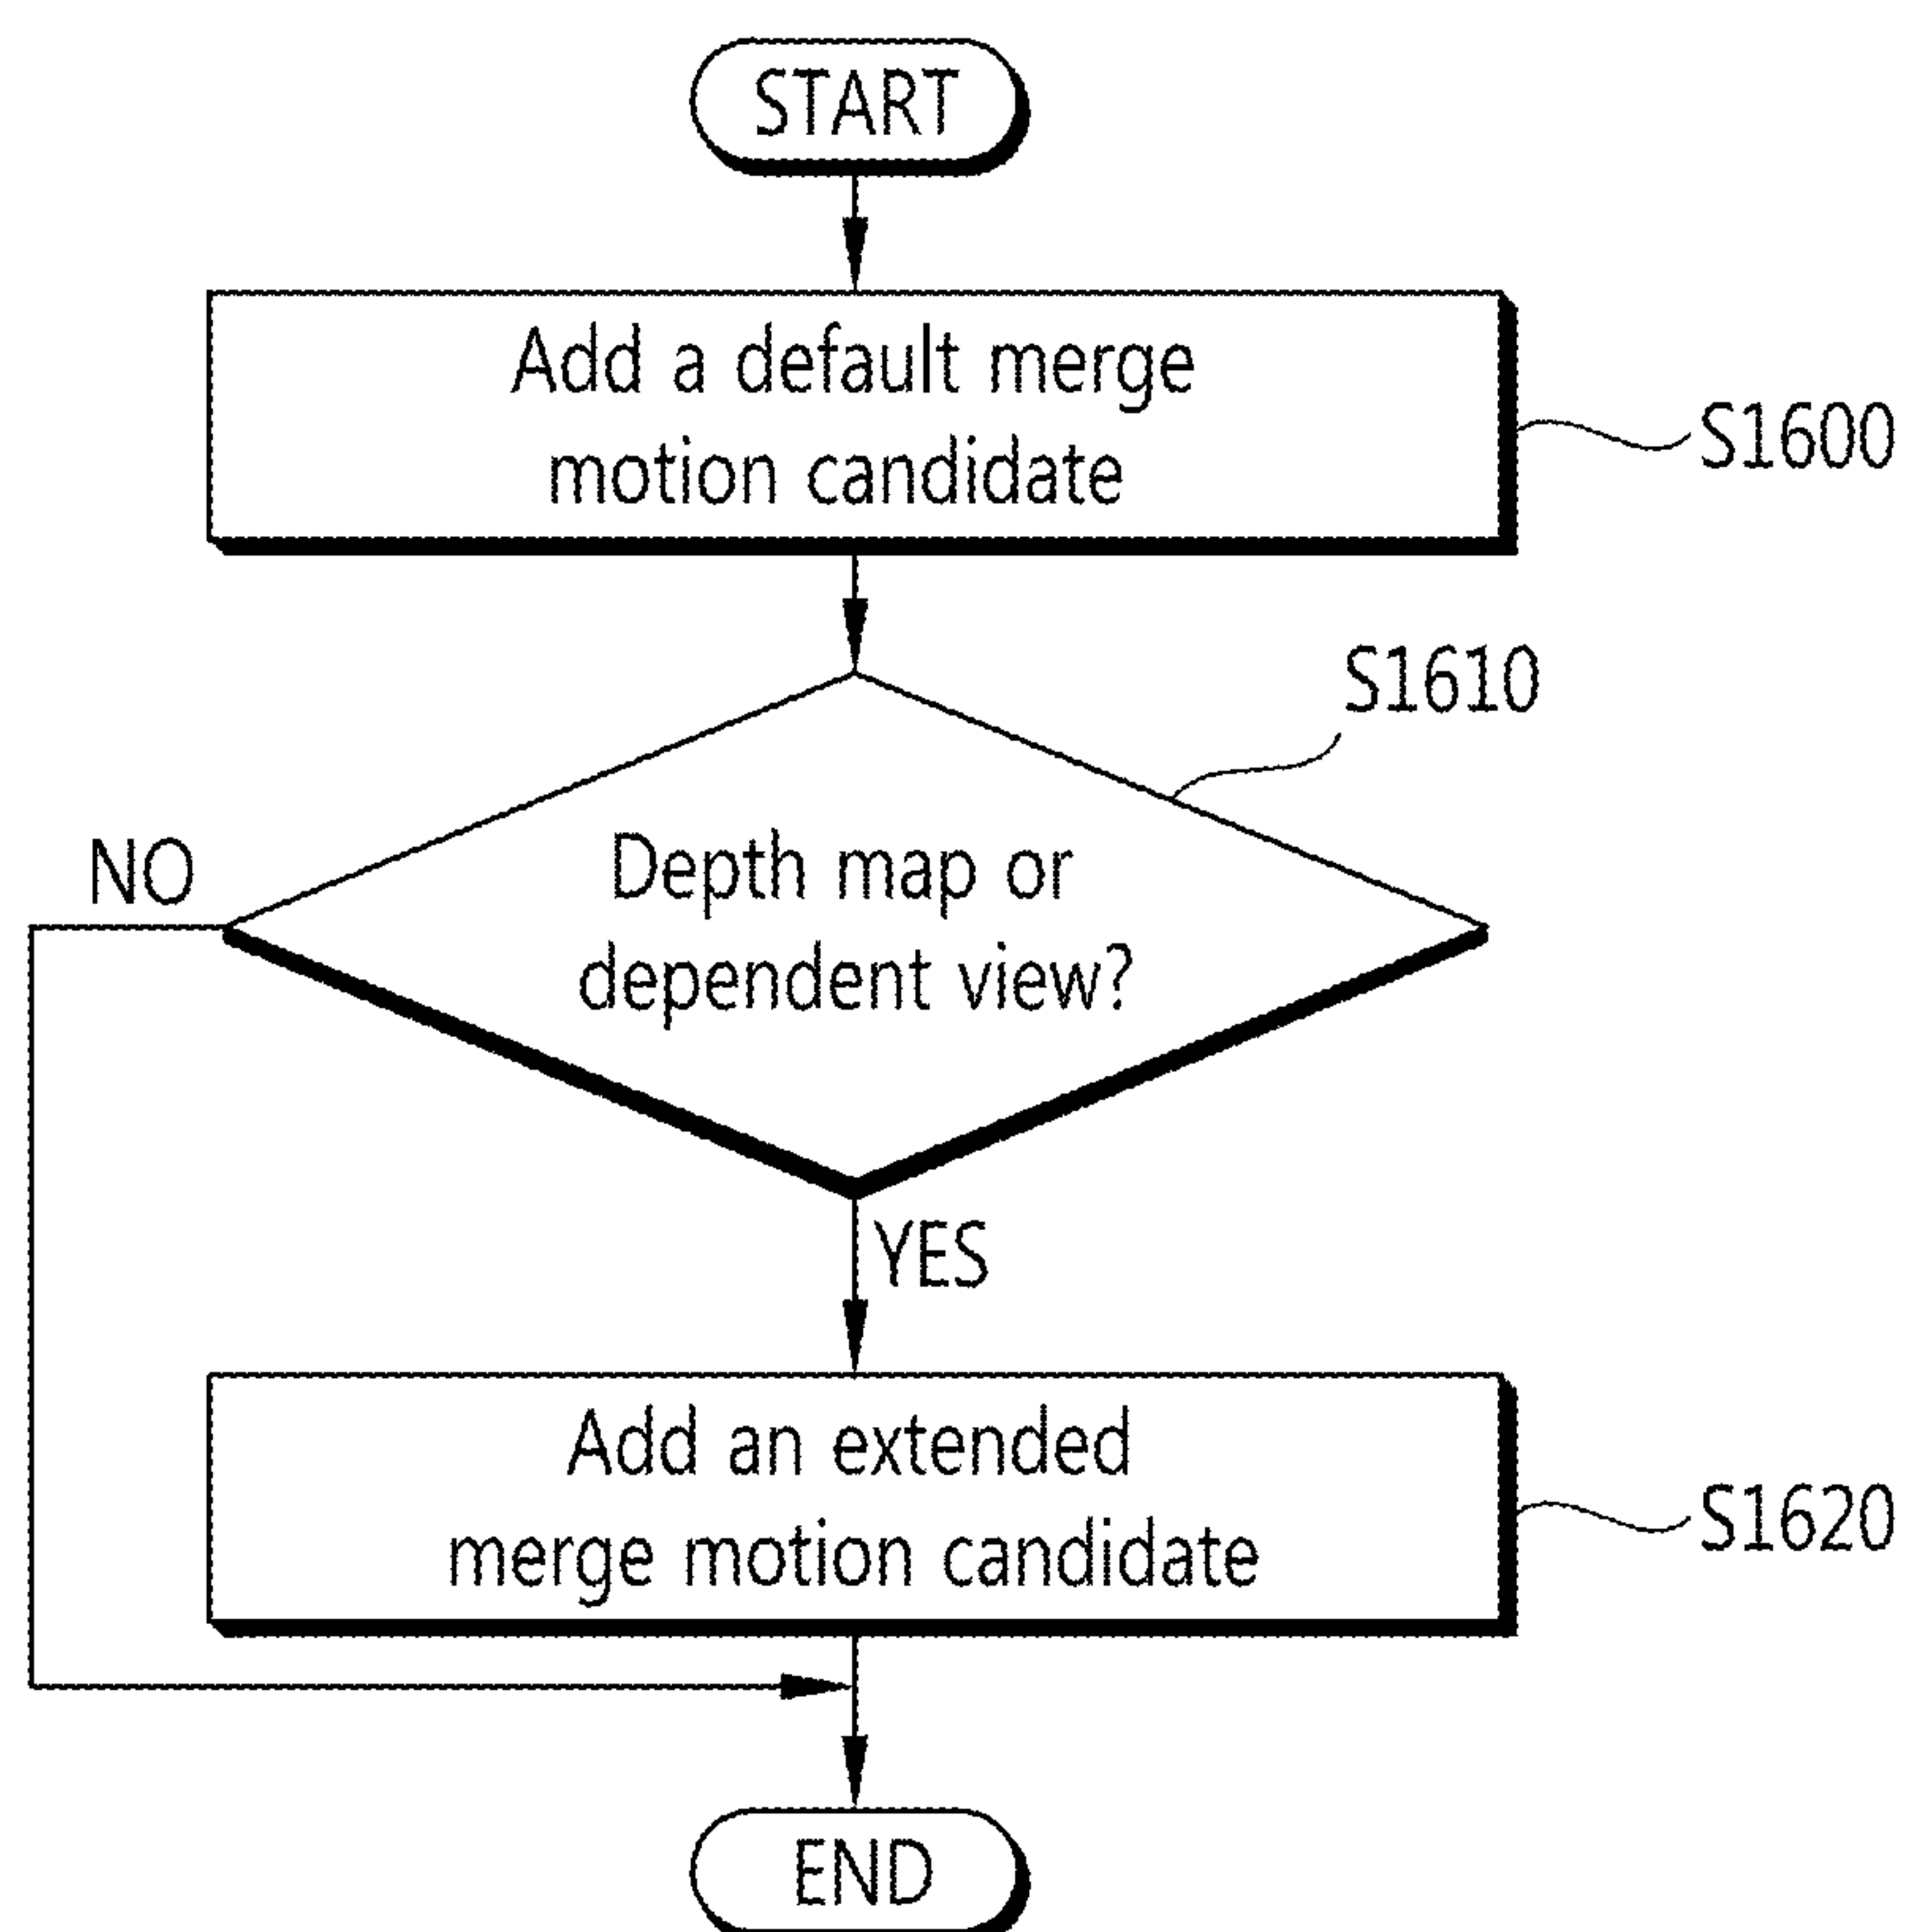 START
Add a default merge
motion candidate
S1600
S1610
NO
Depth map or
dependent view?
YES
Add an extended
merge motion candidate
S1620
END